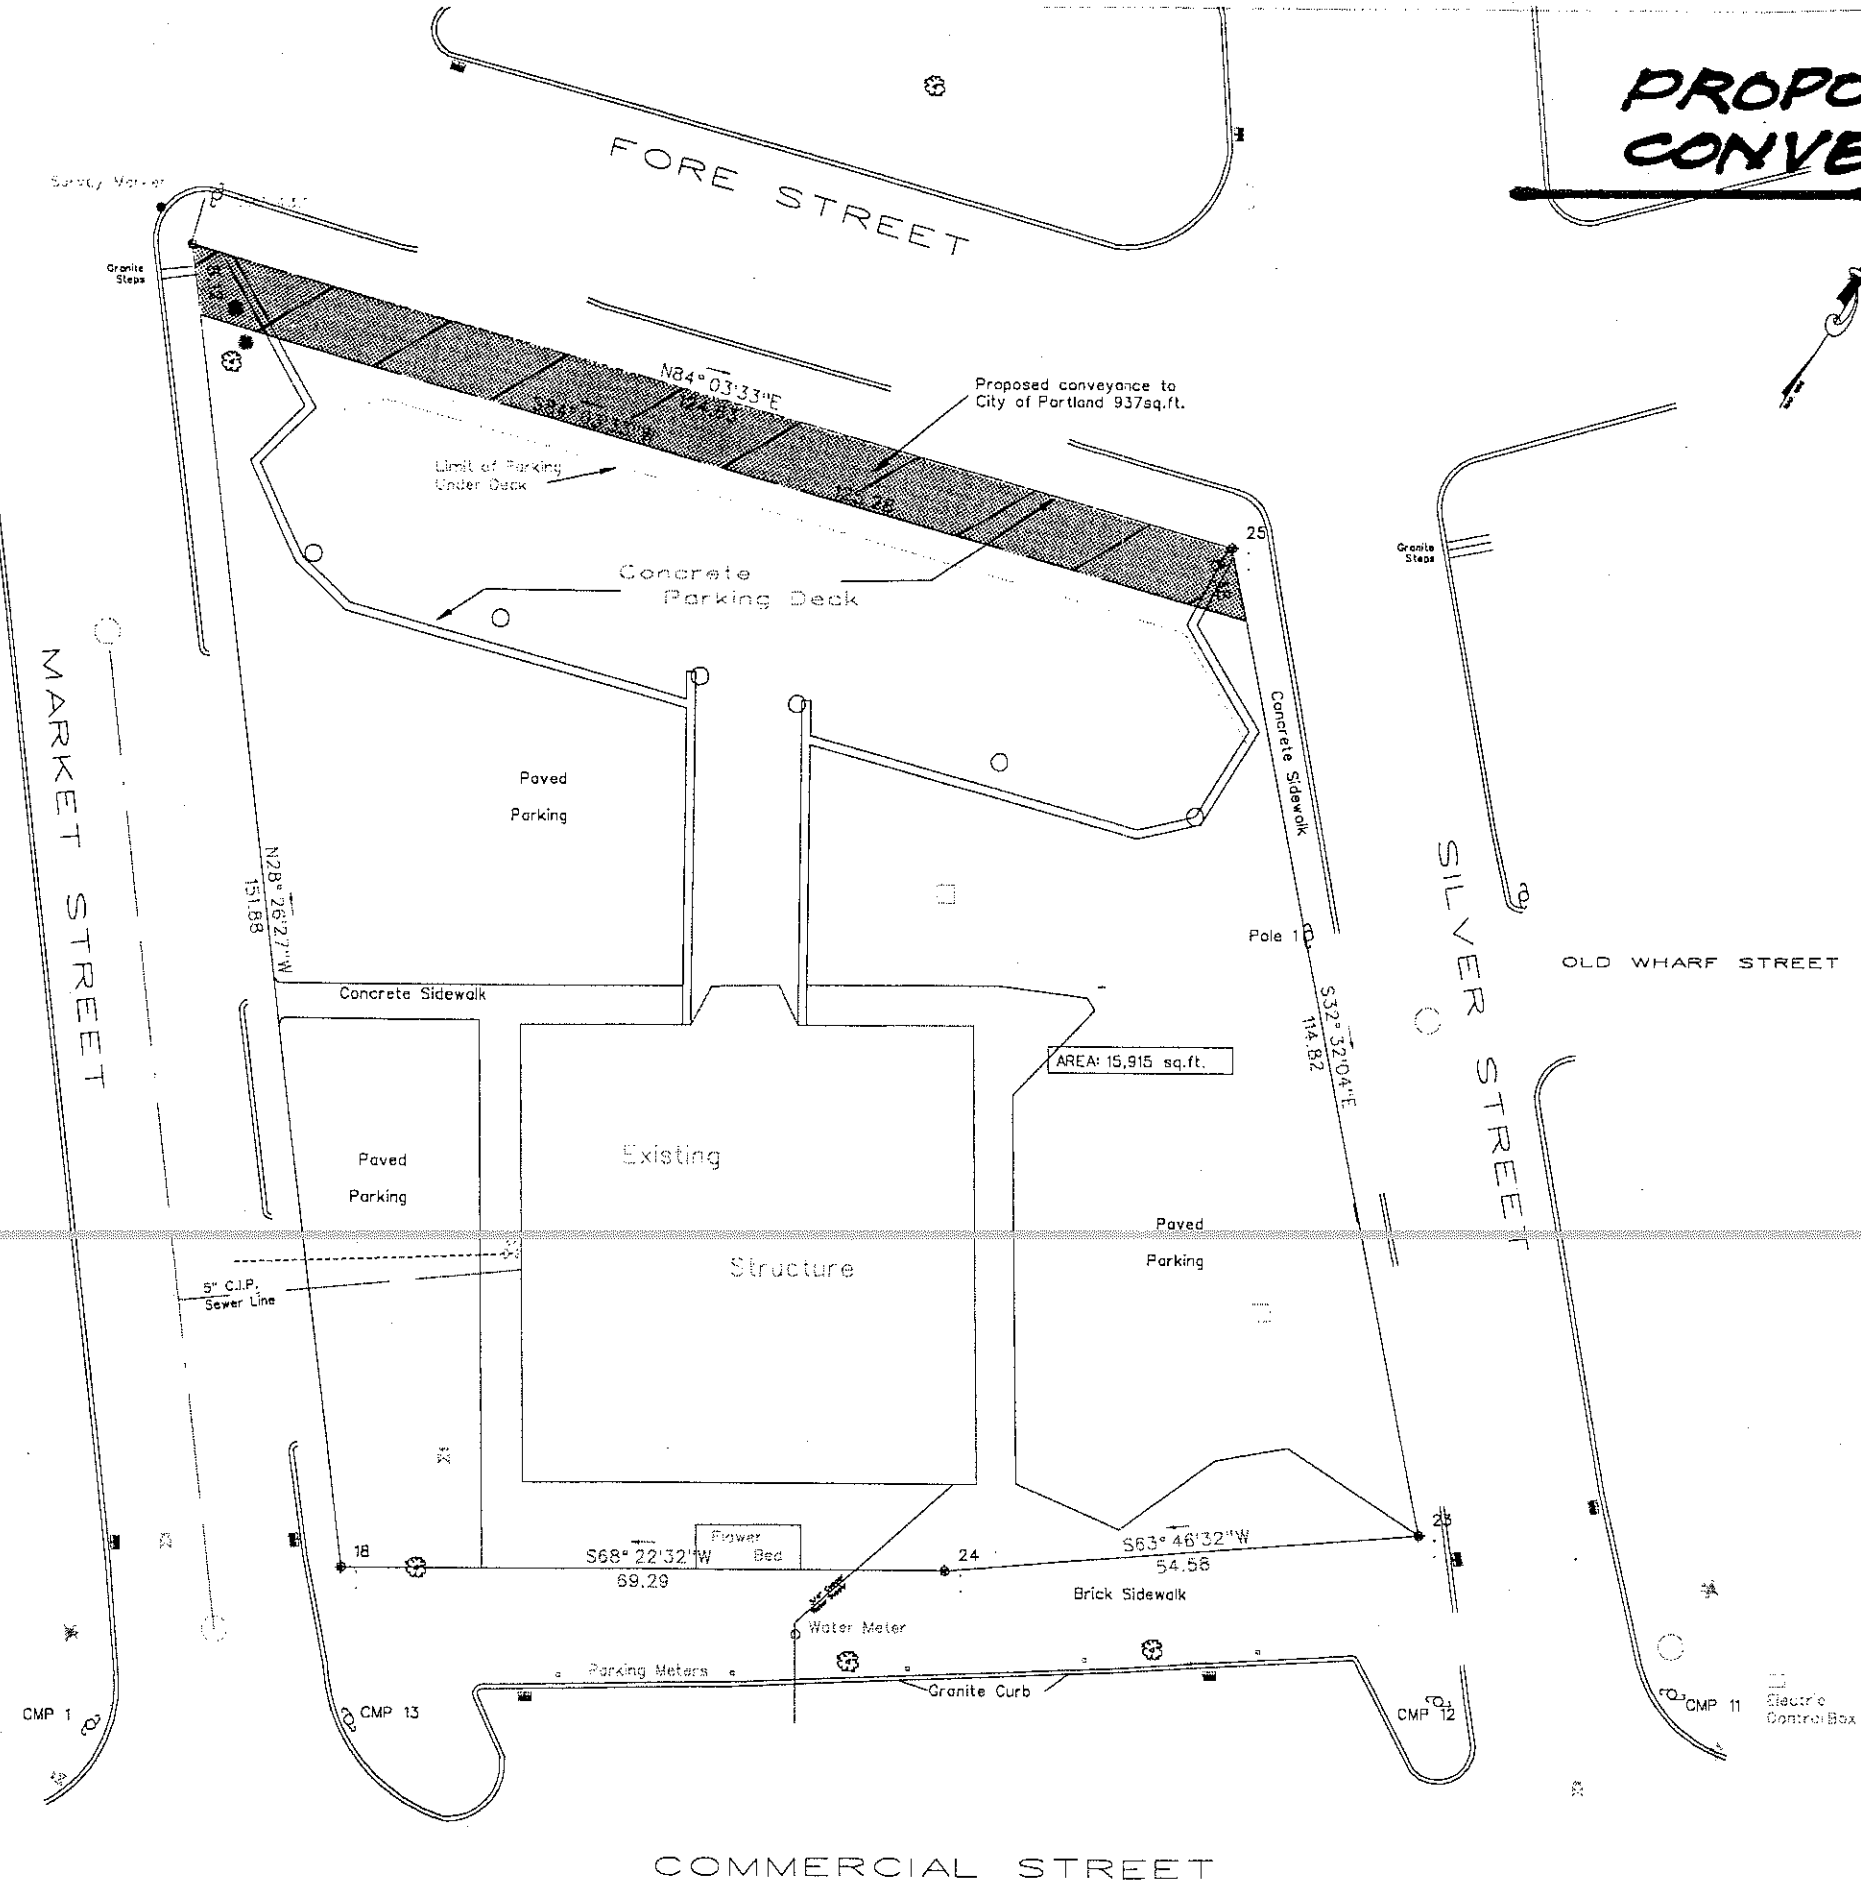 PROPO
CONVE
FORE STREET
Survey Marker
Granite
Steps
N84°03'33"E
124.83
Proposed conveyance to
City of Portland 937sq.ft.
125.26
Limit of Parking
Under Deck
25
Granite
Steps
Concrete
Parking Deck
MARKET STREET
Concrete Sidewalk
Paved
Parking
N28°26'27"W
151.88
SILVER STREET
Pole 1
OLD WHARF STREET
Concrete Sidewalk
S32°32'04"E
114.82
AREA: 15,915 sq.ft.
Existing
Structure
Paved
Parking
Paved
Parking
5" C.I.P.
Sewer Line
23
18
S68°22'32"W
69.29
Flower
Bed
24
S63°46'32"W
54.58
Brick Sidewalk
Water Meter
Parking Meters
Granite Curb
CMP 1
CMP 13
CMP 12
CMP 11
Electric
Control Box
COMMERCIAL STREET